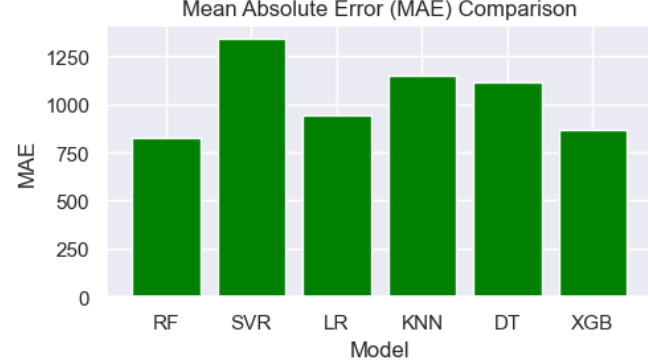 Mean Absolute Error (MAE) Comparison
1250
1000
750
500
250
0
MAE
RF SVR LR KNN DT XGB
Model